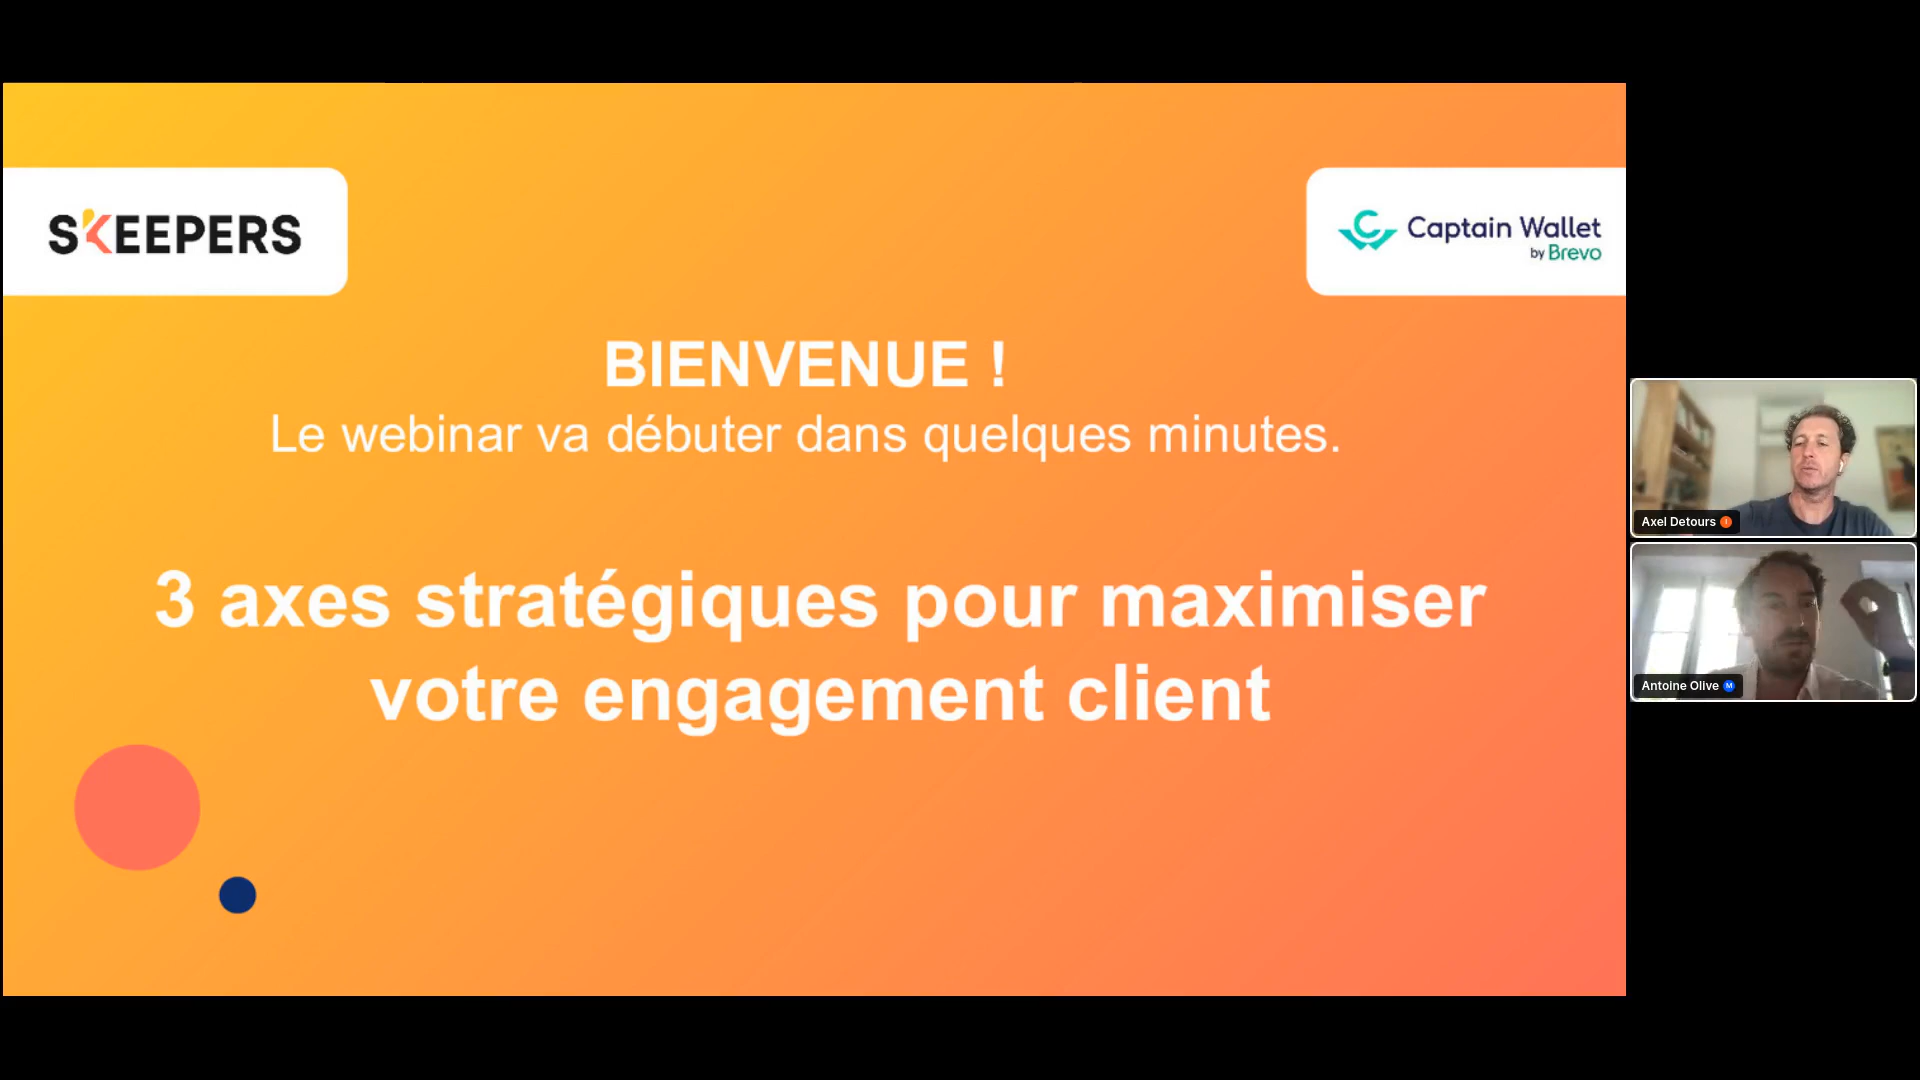 SKEEPERS
Captain Wallet
by Brevo
BIENVENUE !
Le webinar va débuter dans quelques minutes.
3 axes stratégiques pour maximiser
votre engagement client
Axel Detours I
Antoine Olive M